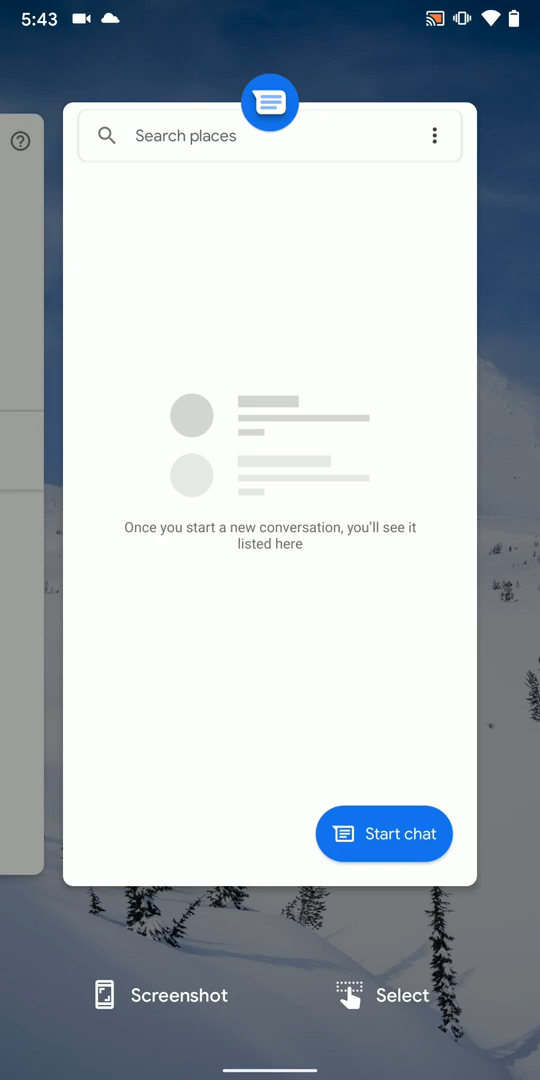 5:43
Search places
Once you start a new conversation, you'll see it
listed here
Start chat
Screenshot
Select